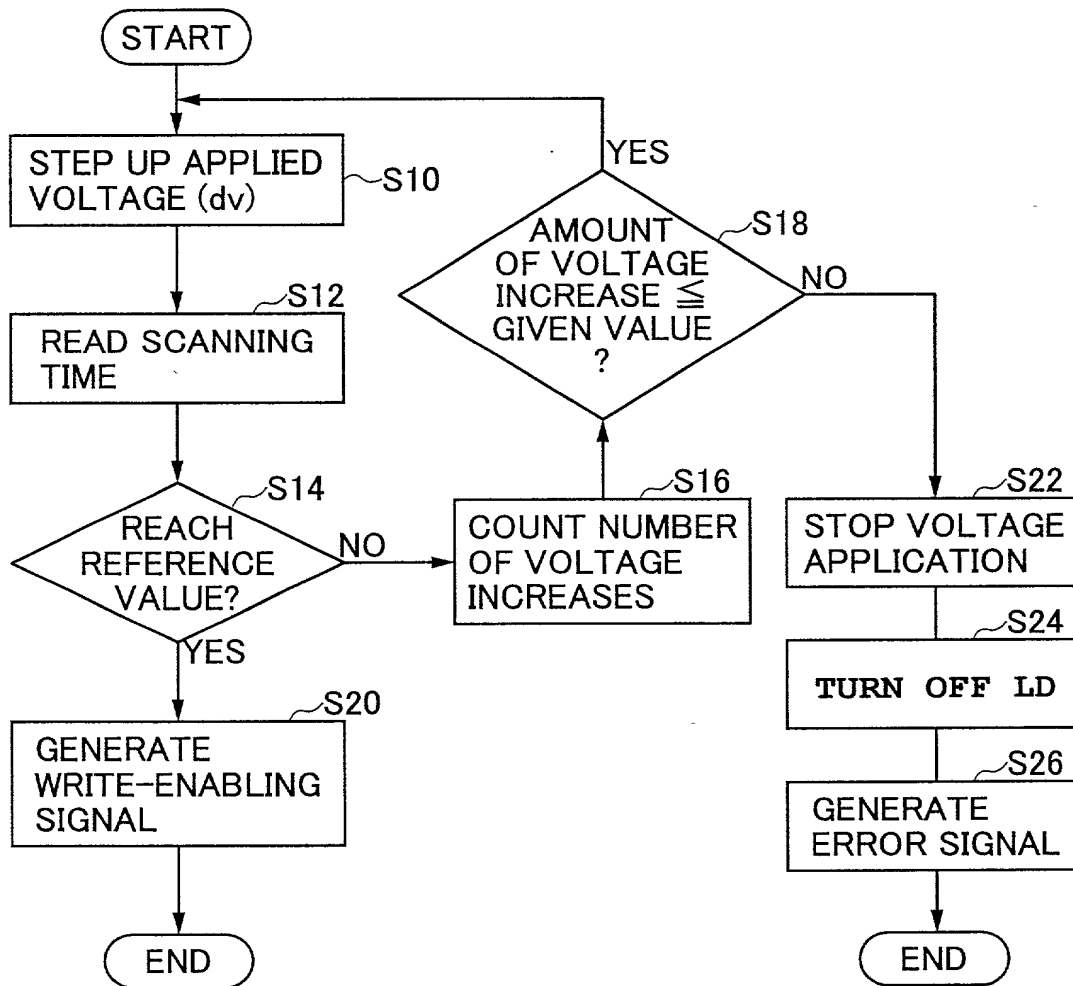 START
STEP UP APPLIED
VOLTAGE (dv)
S10
S12
READ SCANNING
TIME
S14
REACH
REFERENCE
VALUE?
NO
YES
S16
COUNT NUMBER
OF VOLTAGE
INCREASES
YES
S18
AMOUNT
OF VOLTAGE
INCREASE ≦
GIVEN VALUE
?
NO
S20
GENERATE
WRITE-ENABLING
SIGNAL
END
S22
STOP VOLTAGE
APPLICATION
S24
TURN OFF LD
S26
GENERATE
ERROR SIGNAL
END